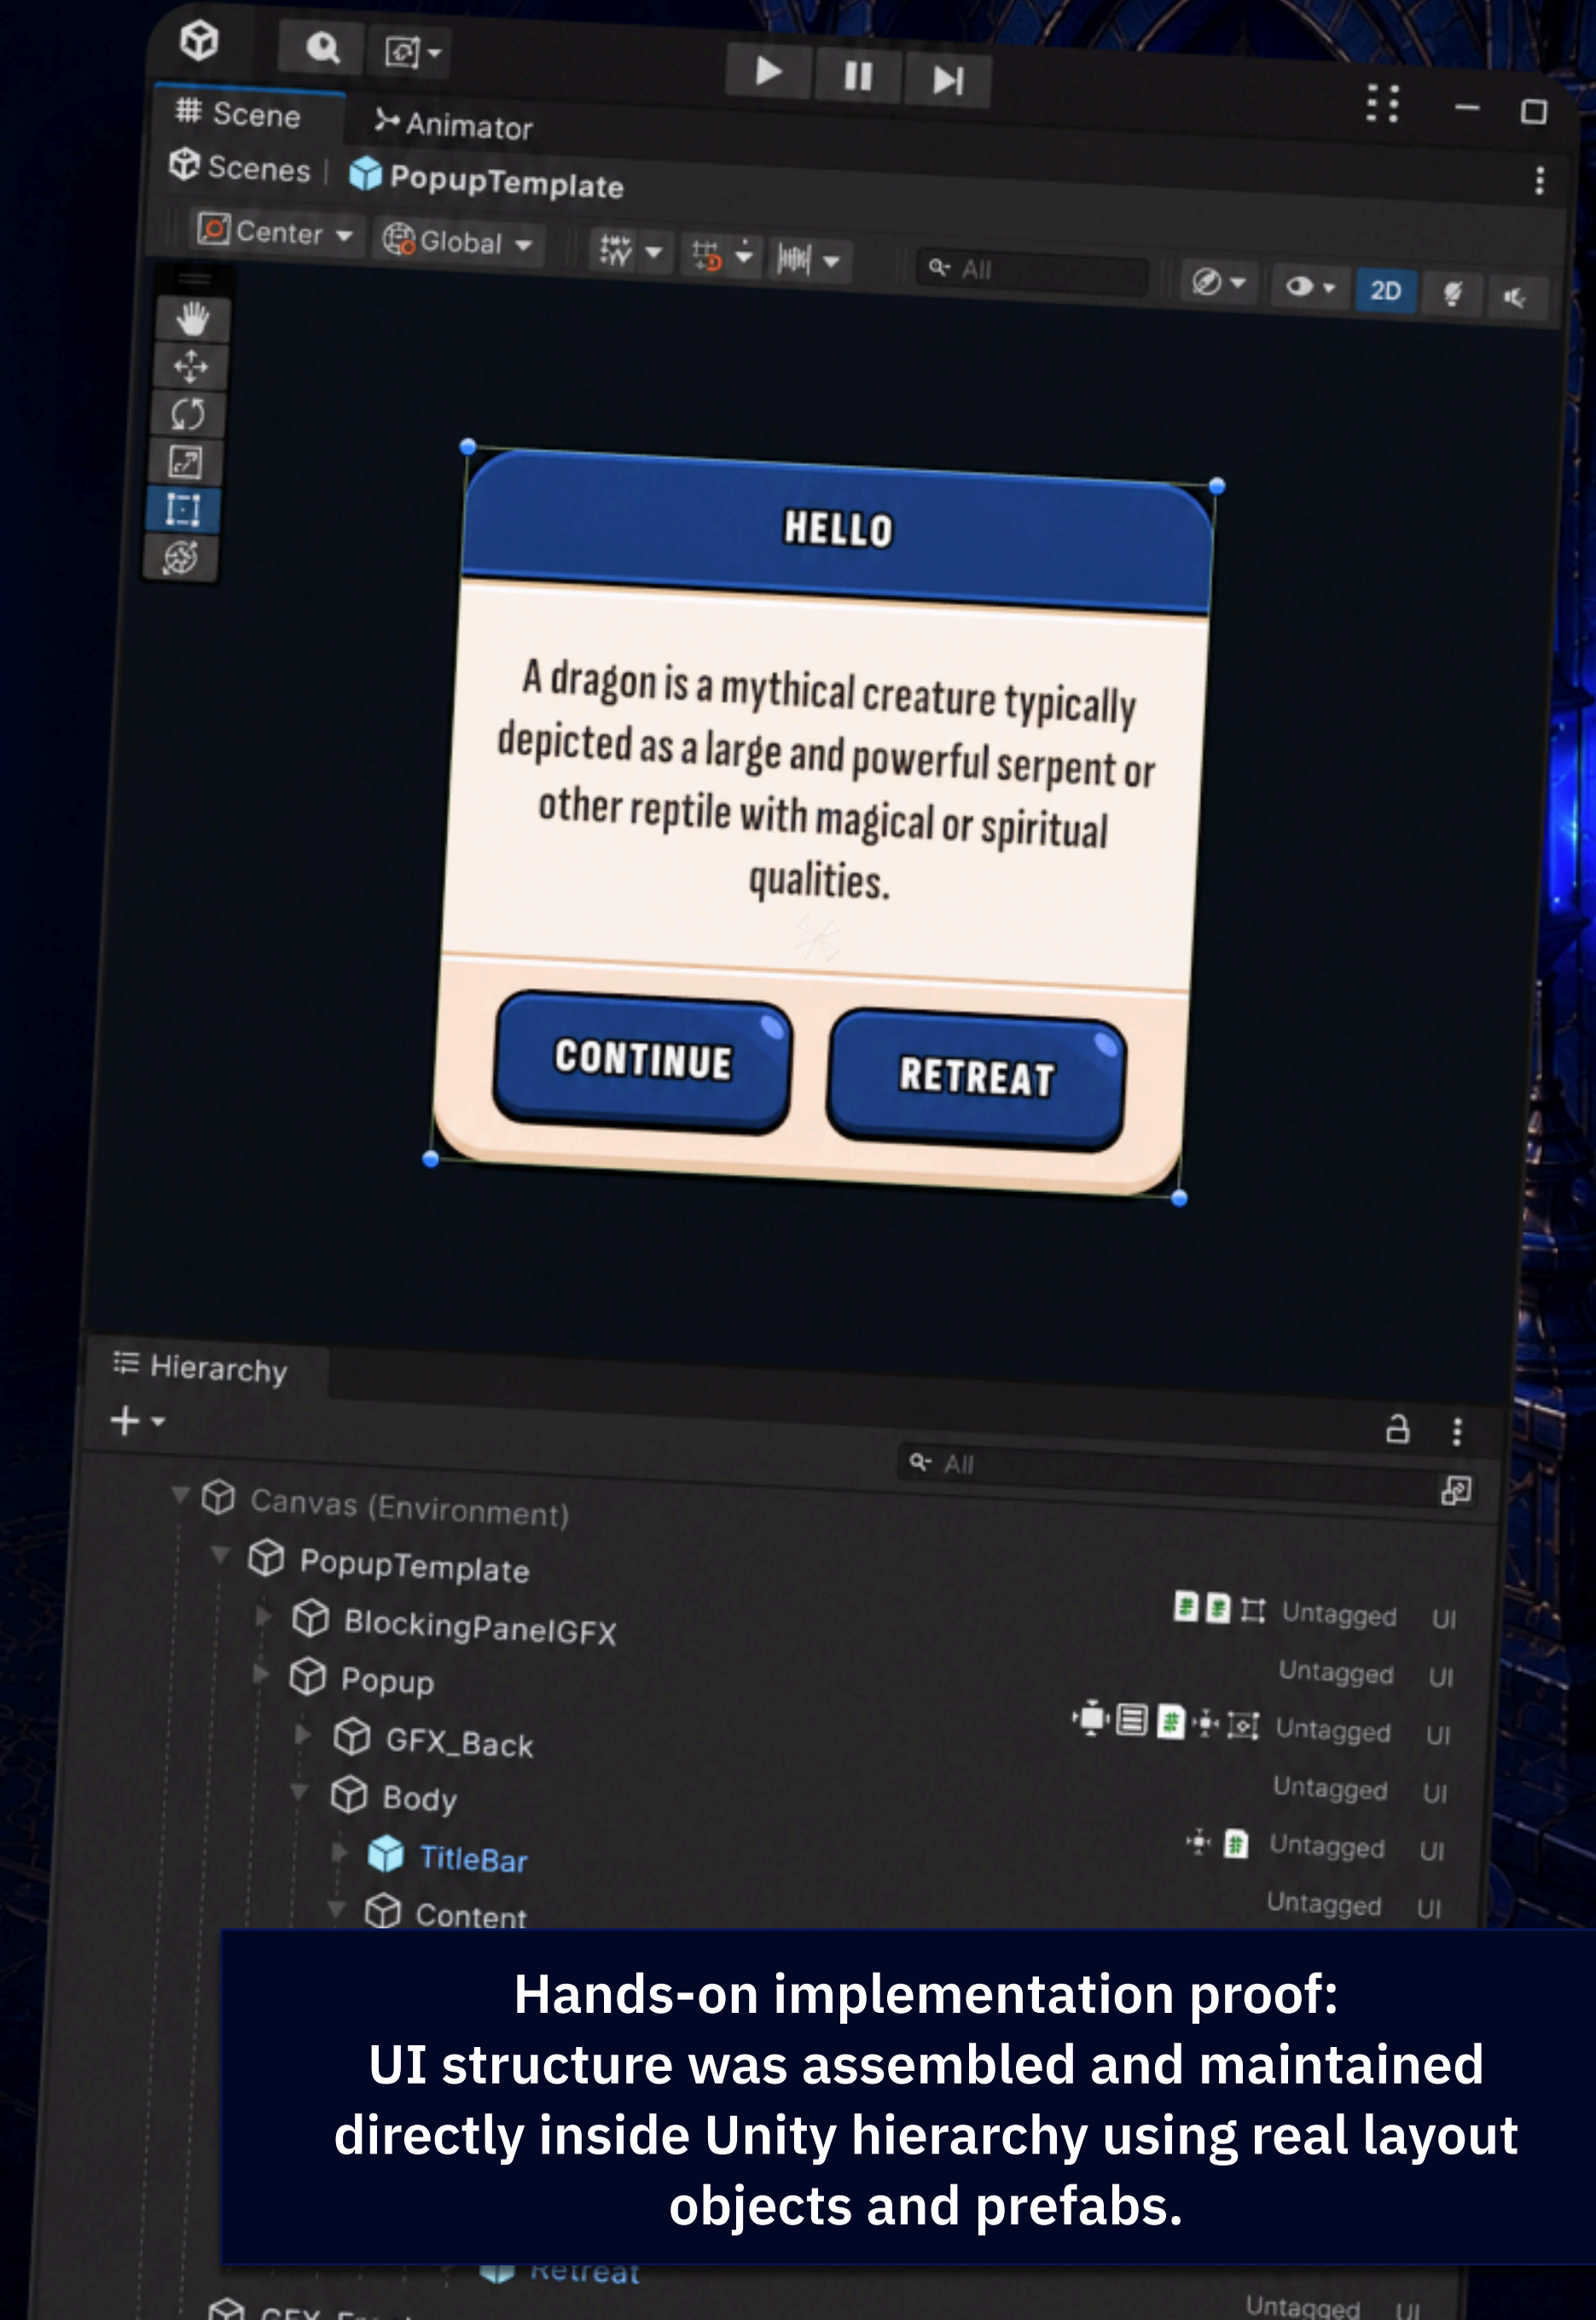 Scene
Animator
Scenes
PopupTemplate
Center
Global
All
2D
HELLO
A dragon is a mythical creature typically
depicted as a large and powerful serpent or
other reptile with magical or spiritual
qualities.
CONTINUE
RETREAT
Hierarchy
All
Canvas (Environment)
PopupTemplate
BlockingPanelGFX
Untagged UI
Popup
Untagged UI
GFX_Back
Untagged UI
Body
Untagged UI
TitleBar
Untagged UI
Content
Untagged UI
Hands-on implementation proof:
UI structure was assembled and maintained
directly inside Unity hierarchy using real layout
objects and prefabs.
Retreat
Untagged UI